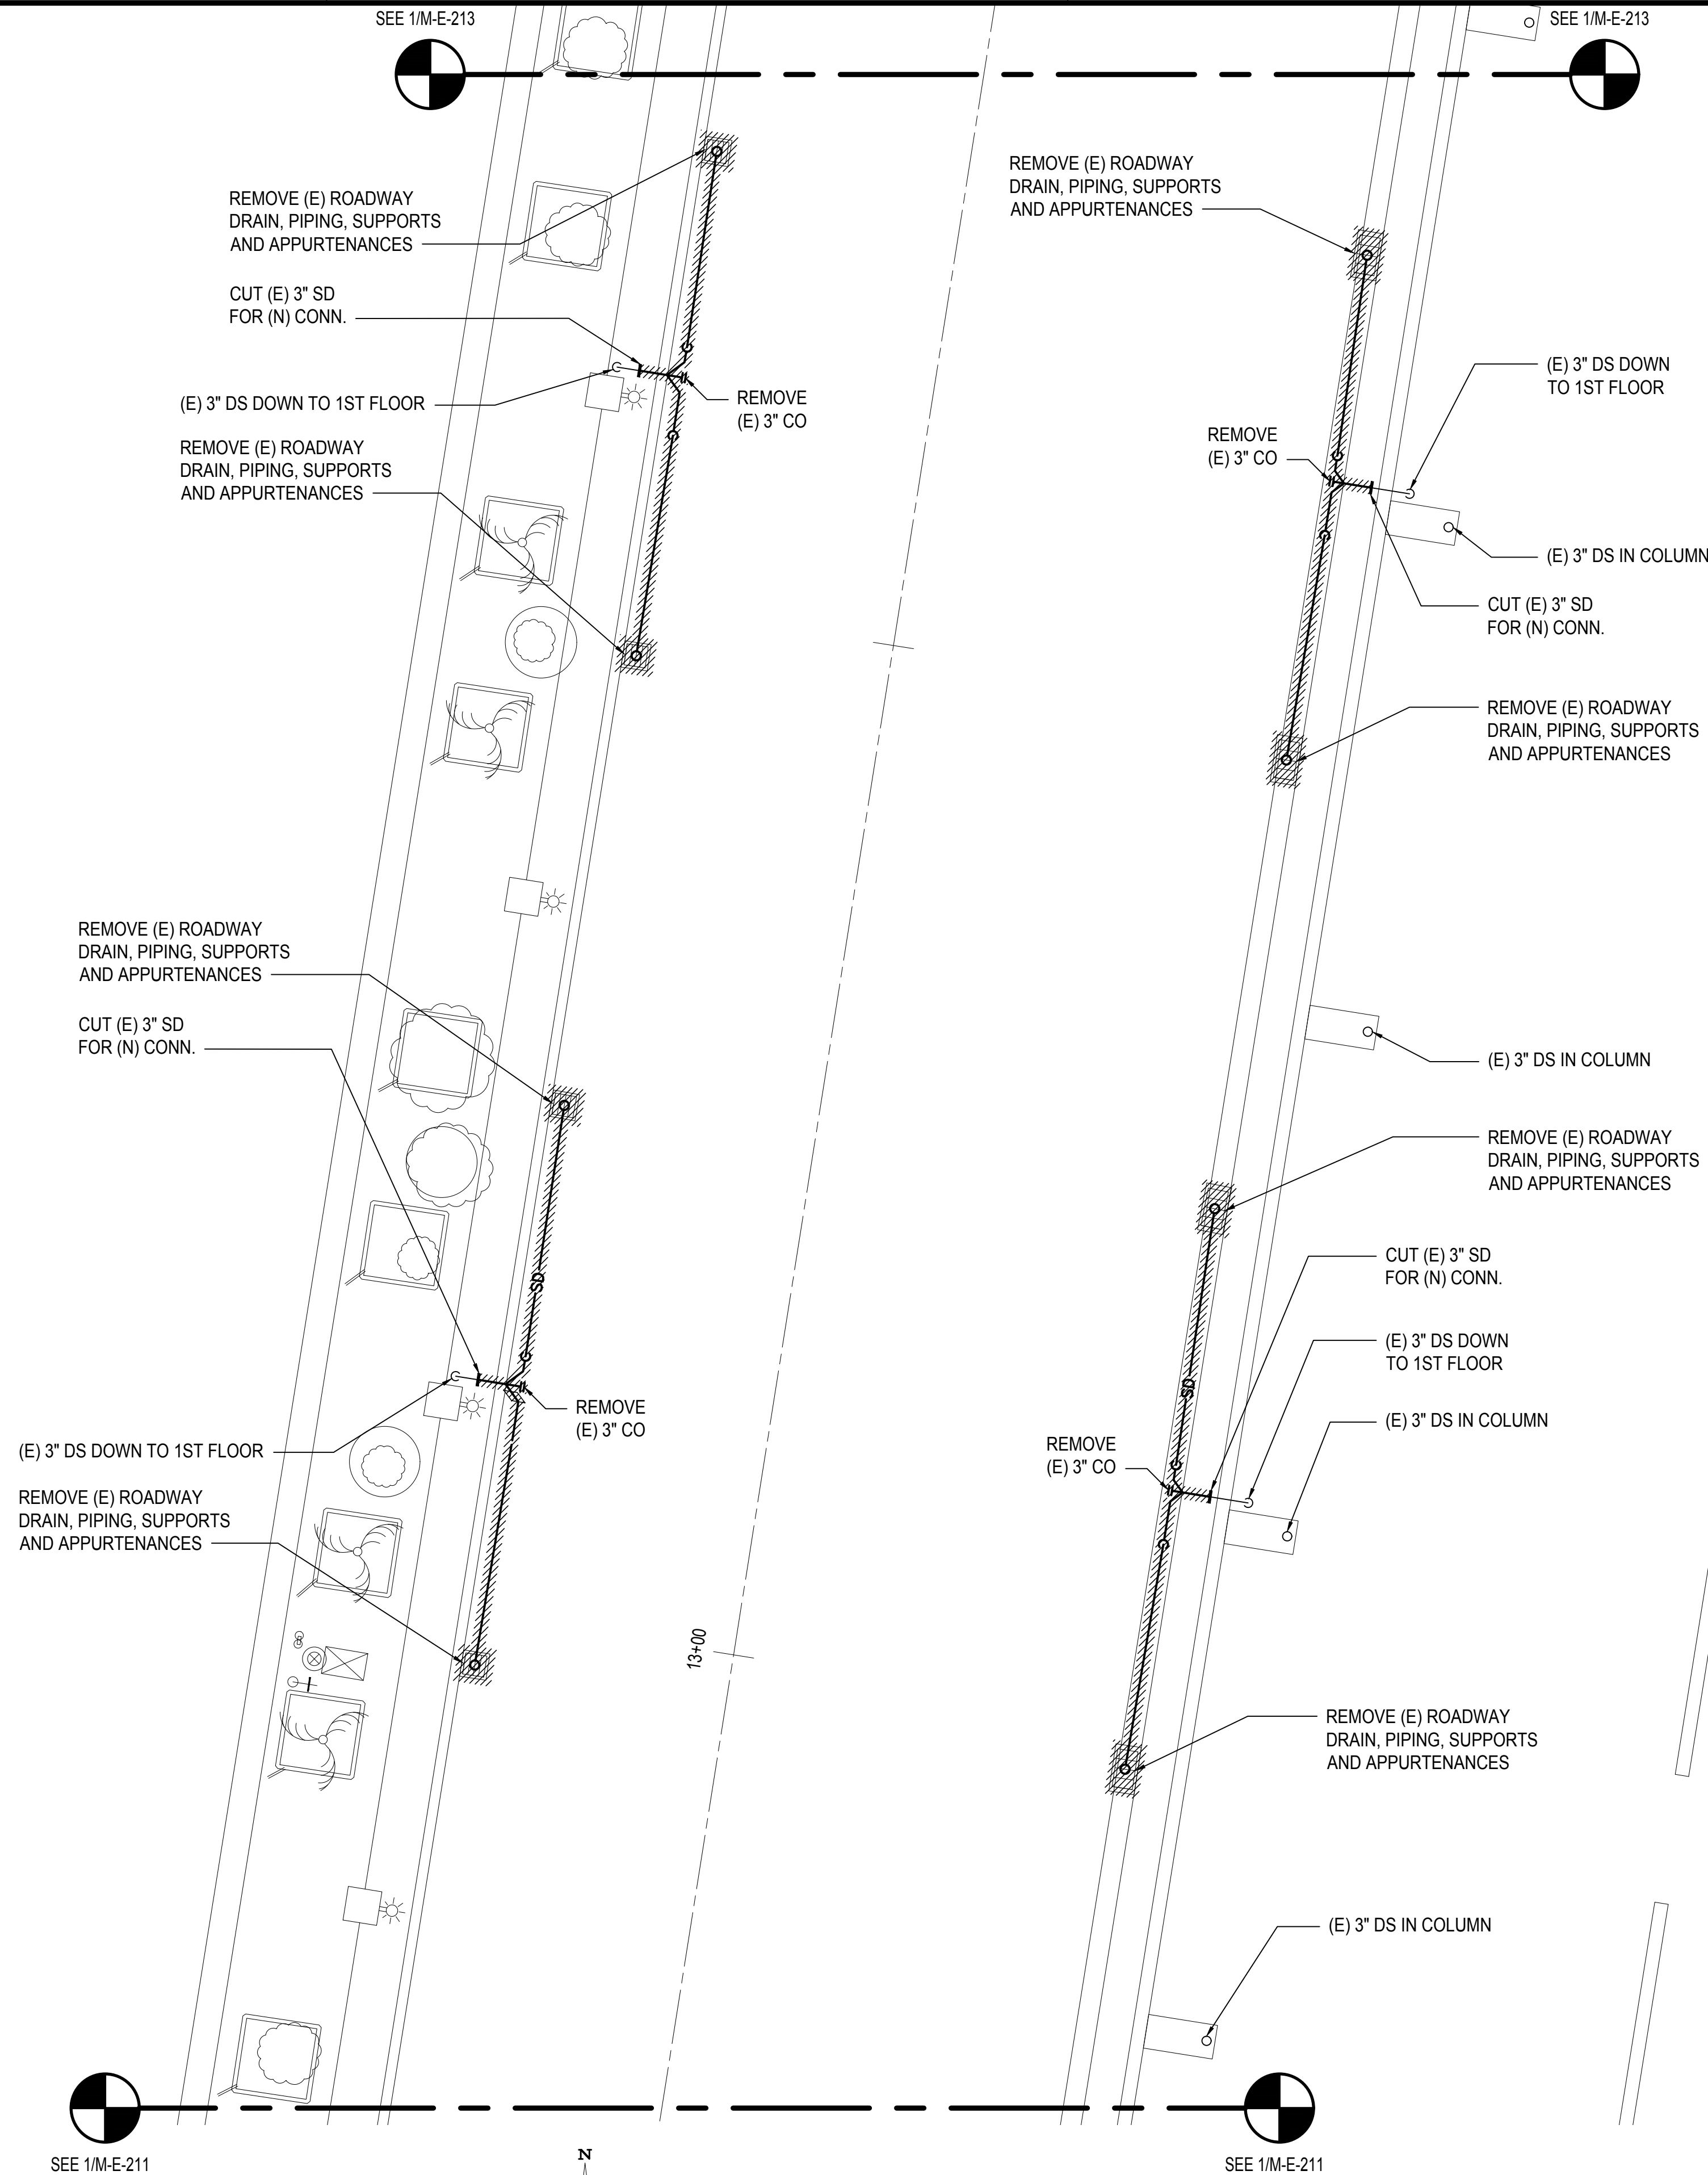 SEE 1/M-E-213
SEE 1/M-E-213
REMOVE (E) ROADWAY
DRAIN, PIPING, SUPPORTS
AND APPURTENANCES
REMOVE (E) ROADWAY
DRAIN, PIPING, SUPPORTS
AND APPURTENANCES
CUT (E) 3" SD
FOR (N) CONN.
(E) 3" DS DOWN
TO 1ST FLOOR
(E) 3" DS DOWN TO 1ST FLOOR
REMOVE
(E) 3" CO
REMOVE
(E) 3" CO
REMOVE (E) ROADWAY
DRAIN, PIPING, SUPPORTS
AND APPURTENANCES
(E) 3" DS IN COLUMN
CUT (E) 3" SD
FOR (N) CONN.
REMOVE (E) ROADWAY
DRAIN, PIPING, SUPPORTS
AND APPURTENANCES
REMOVE (E) ROADWAY
DRAIN, PIPING, SUPPORTS
AND APPURTENANCES
CUT (E) 3" SD
FOR (N) CONN.
(E) 3" DS IN COLUMN
REMOVE (E) ROADWAY
DRAIN, PIPING, SUPPORTS
AND APPURTENANCES
SD
CUT (E) 3" SD
FOR (N) CONN.
(E) 3" DS DOWN
TO 1ST FLOOR
SD
REMOVE
(E) 3" CO
(E) 3" DS IN COLUMN
(E) 3" DS DOWN TO 1ST FLOOR
REMOVE
(E) 3" CO
REMOVE (E) ROADWAY
DRAIN, PIPING, SUPPORTS
AND APPURTENANCES
13+00
REMOVE (E) ROADWAY
DRAIN, PIPING, SUPPORTS
AND APPURTENANCES
(E) 3" DS IN COLUMN
SEE 1/M-E-211
N
SEE 1/M-E-211